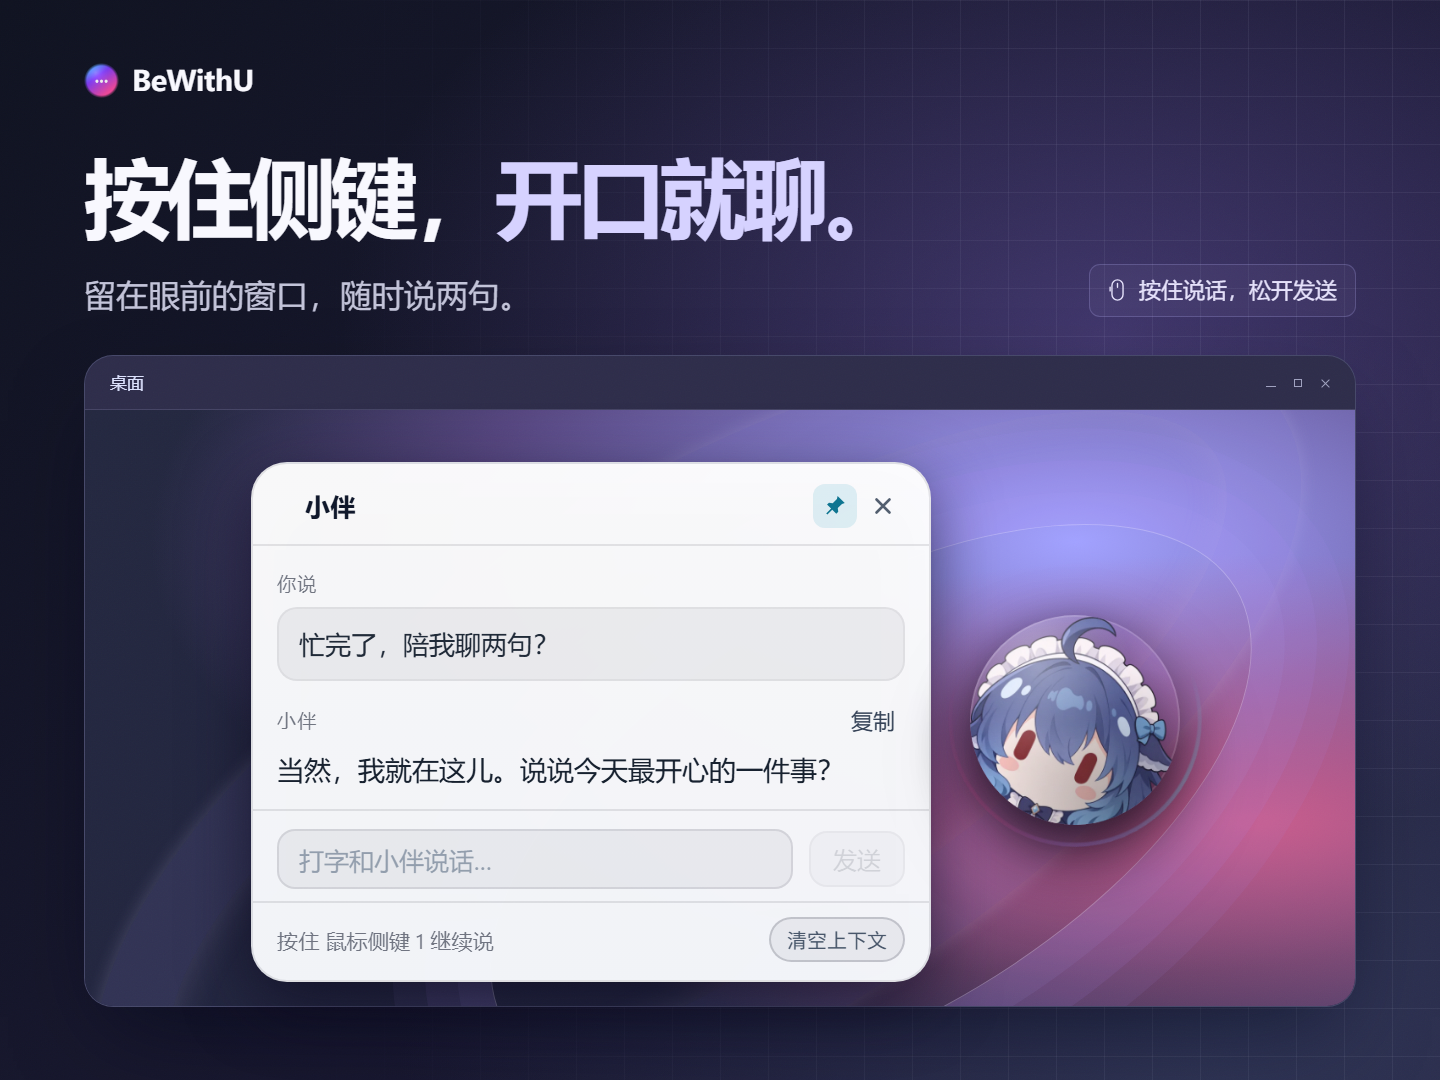 BeWithU
按住侧键，开口就聊。
留在眼前的窗口，随时说两句。
按住说话，松开发送
桌面
小伴
你说
忙完了，陪我聊两句？
小伴
复制
当然，我就在这儿。说说今天最开心的一件事？
打字和小伴说话...
发送
按住 鼠标侧键 1 继续说
清空上下文